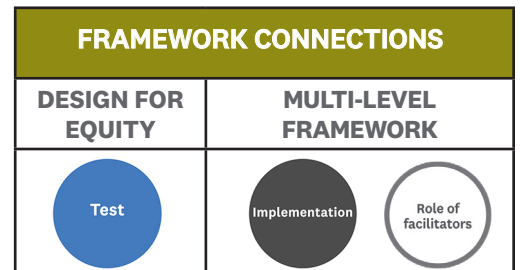 FRAMEWORK CONNECTIONS
DESIGN FOR
EQUITY
MULTI-LEVEL
FRAMEWORK
Test
Implementation
Role of
facilitators